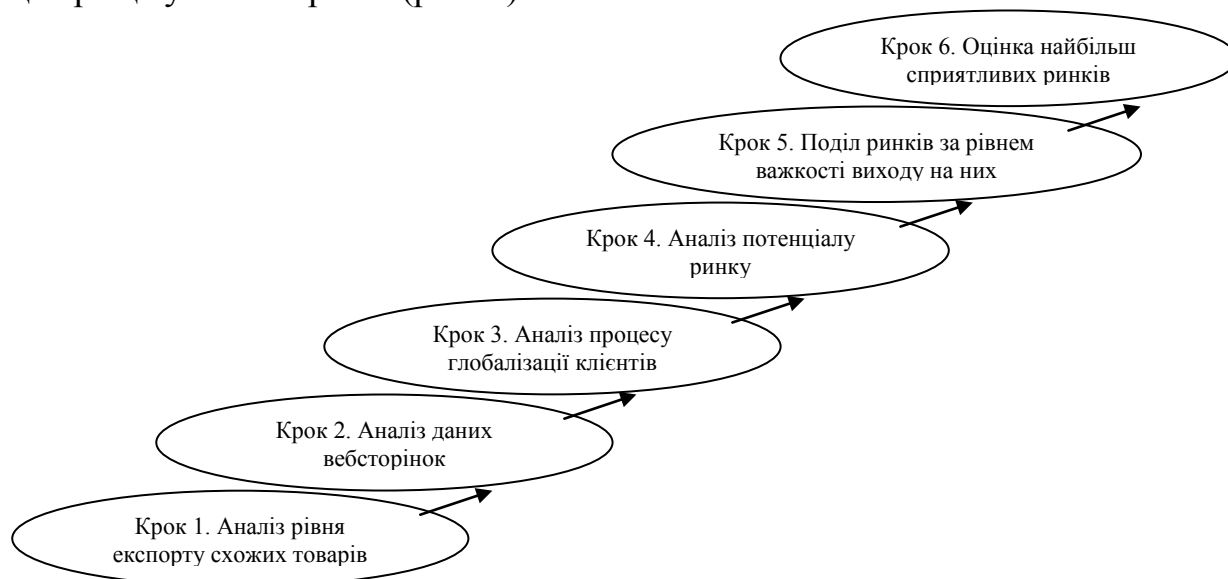 Крок 6. Оцінка найбільш
сприятливих ринків
Крок 5. Поділ ринків за рівнем
важкості виходу на них
Крок 4. Аналіз потенціалу
ринку
Крок 3. Аналіз процесу
глобалізації клієнтів
Крок 2. Аналіз даних
вебсторінок
Крок 1. Аналіз рівня
експорту схожих товарів